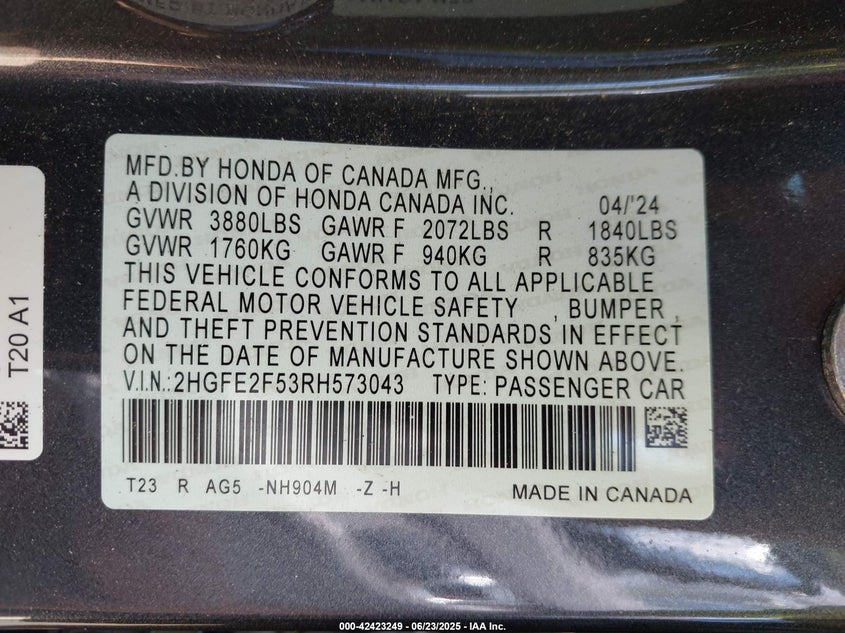 MFD.BY HONDA OF CANADA MFG.,
A DIVISION OF HONDA CANADA INC. 04/'24
GVWR 3880LBS GAWR F 2072LBS R 1840LBS
GVWR 1760KG GAWR F 940KG R 835KG
THIS VEHICLE CONFORMS TO ALL APPLICABLE
FEDERAL MOTOR VEHICLE SAFETY , BUMPER ,
AND THEFT PREVENTION STANDARDS IN EFFECT
ON THE DATE OF MANUFACTURE SHOWN ABOVE.
V.I.N.:2HGFE2F53RH573043 TYPE: PASSENGER CAR
T23 R AG5 -NH904M -Z -H MADE IN CANADA
T20 A1
000-42423249 - 06/23/2025 - IAA Inc.